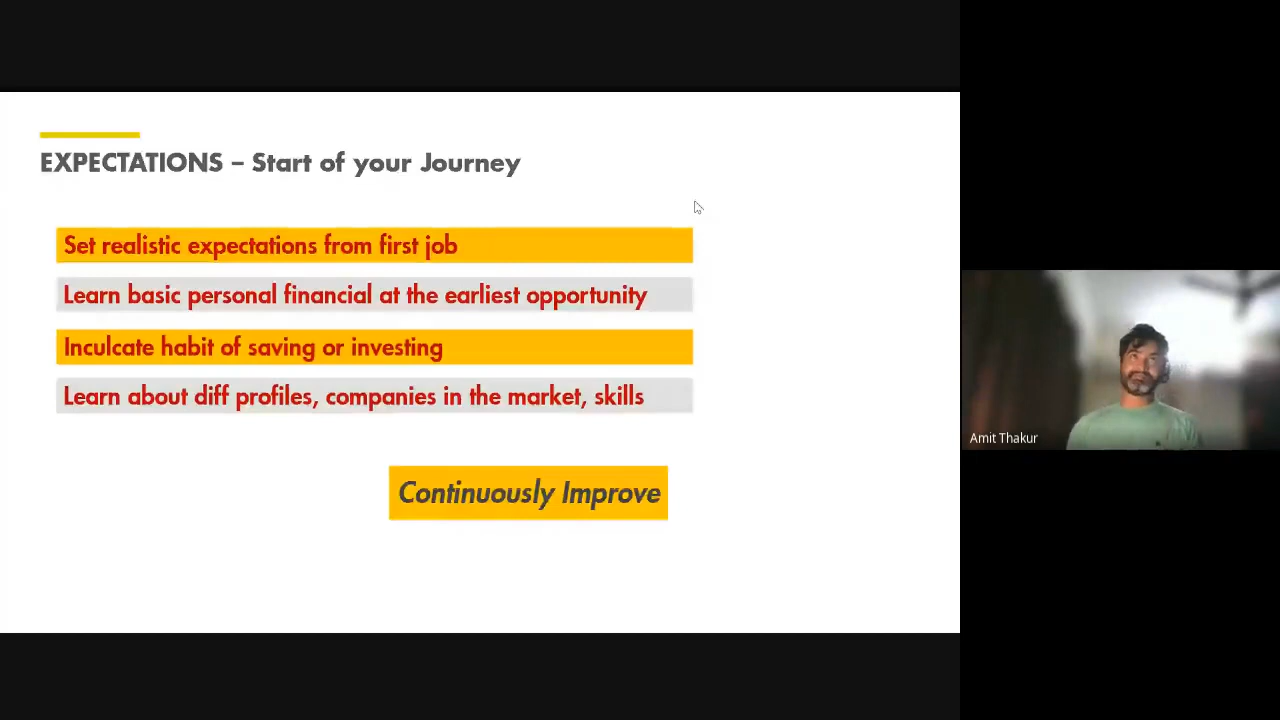 EXPECTATIONS – Start of your Journey
Set realistic expectations from first job
Learn basic personal financial at the earliest opportunity
Inculcate habit of saving or investing
Learn about diff profiles, companies in the market, skills
Continuously Improve
Amit Thakur